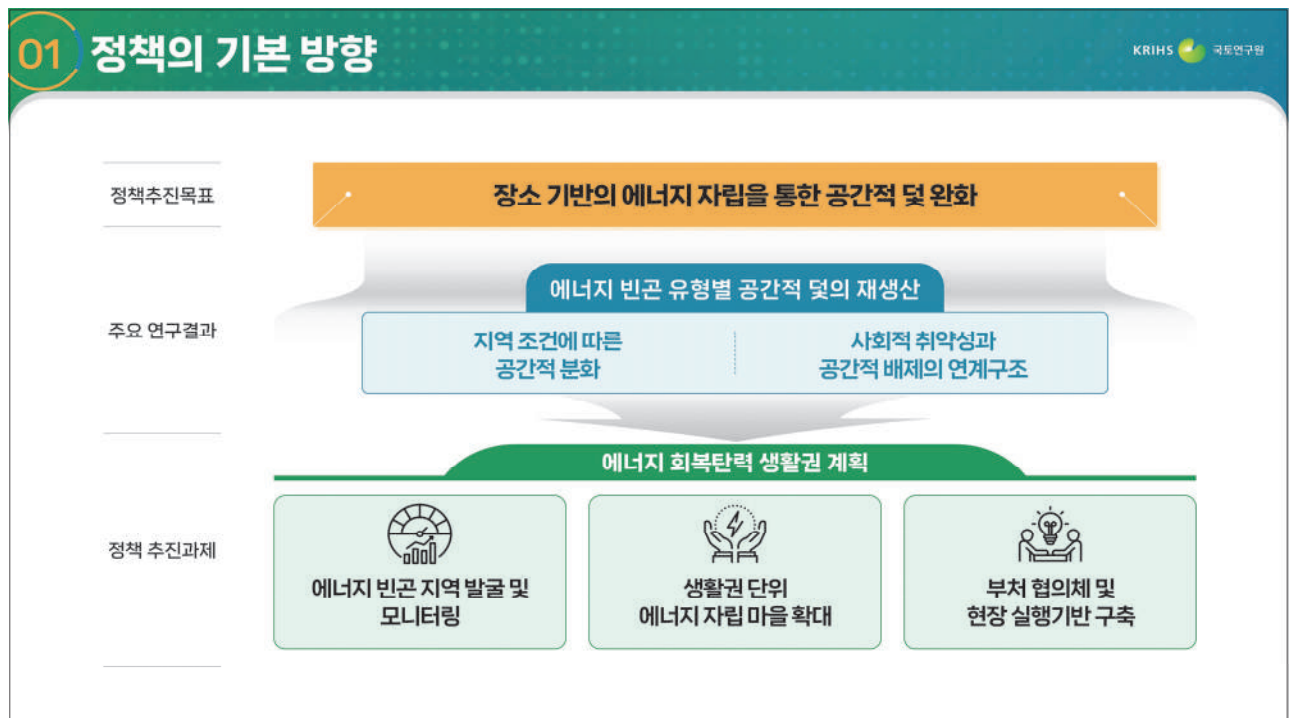 01 정책의 기본 방향
KRIHS 국토연구원
정책추진목표
장소 기반의 에너지 자립을 통한 공간적 덫 완화
주요 연구결과
에너지 빈곤 유형별 공간적 덫의 재생산
지역 조건에 따른
공간적 분화
사회적 취약성과
공간적 배제의 연계구조
정책 추진과제
에너지 회복탄력 생활권 계획
에너지 빈곤 지역 발굴 및
모니터링
생활권 단위
에너지 자립 마을 확대
부처 협의체 및
현장 실행기반 구축